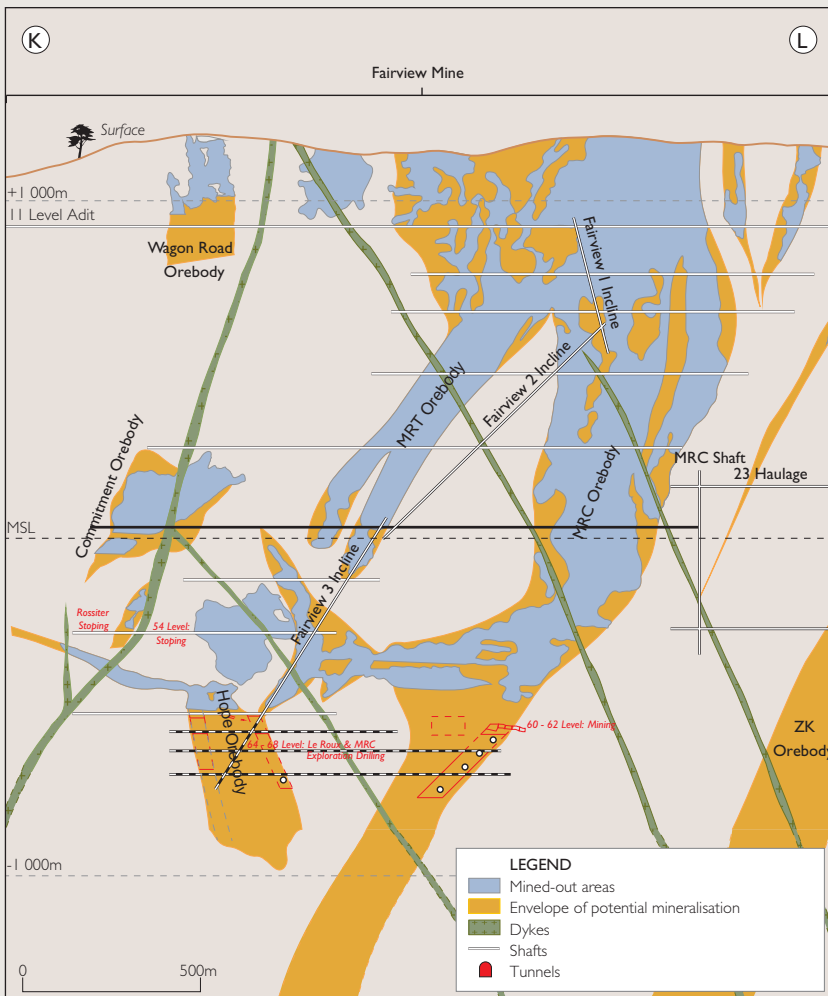 K
L
Fairview Mine
Surface
+1 000m
11 Level Adit
Wagon Road
Orebody
Fairview 1 Incline
Fairview 2 Incline
MRT Orebody
Commitment Orebody
MRC Orebody
MRC Shaft
23 Haulage
MSL
Fairview 3 Incline
Rossiter
Stoping
54 Level:
Stoping
Hope Orebody
60 - 62 Level: Mining
64 - 68 Level: Le Roux & MRC
Exploration Drilling
ZK
Orebody
-1 000m
LEGEND
Mined-out areas
Envelope of potential mineralisation
Dykes
Shafts
Tunnels
0
500m